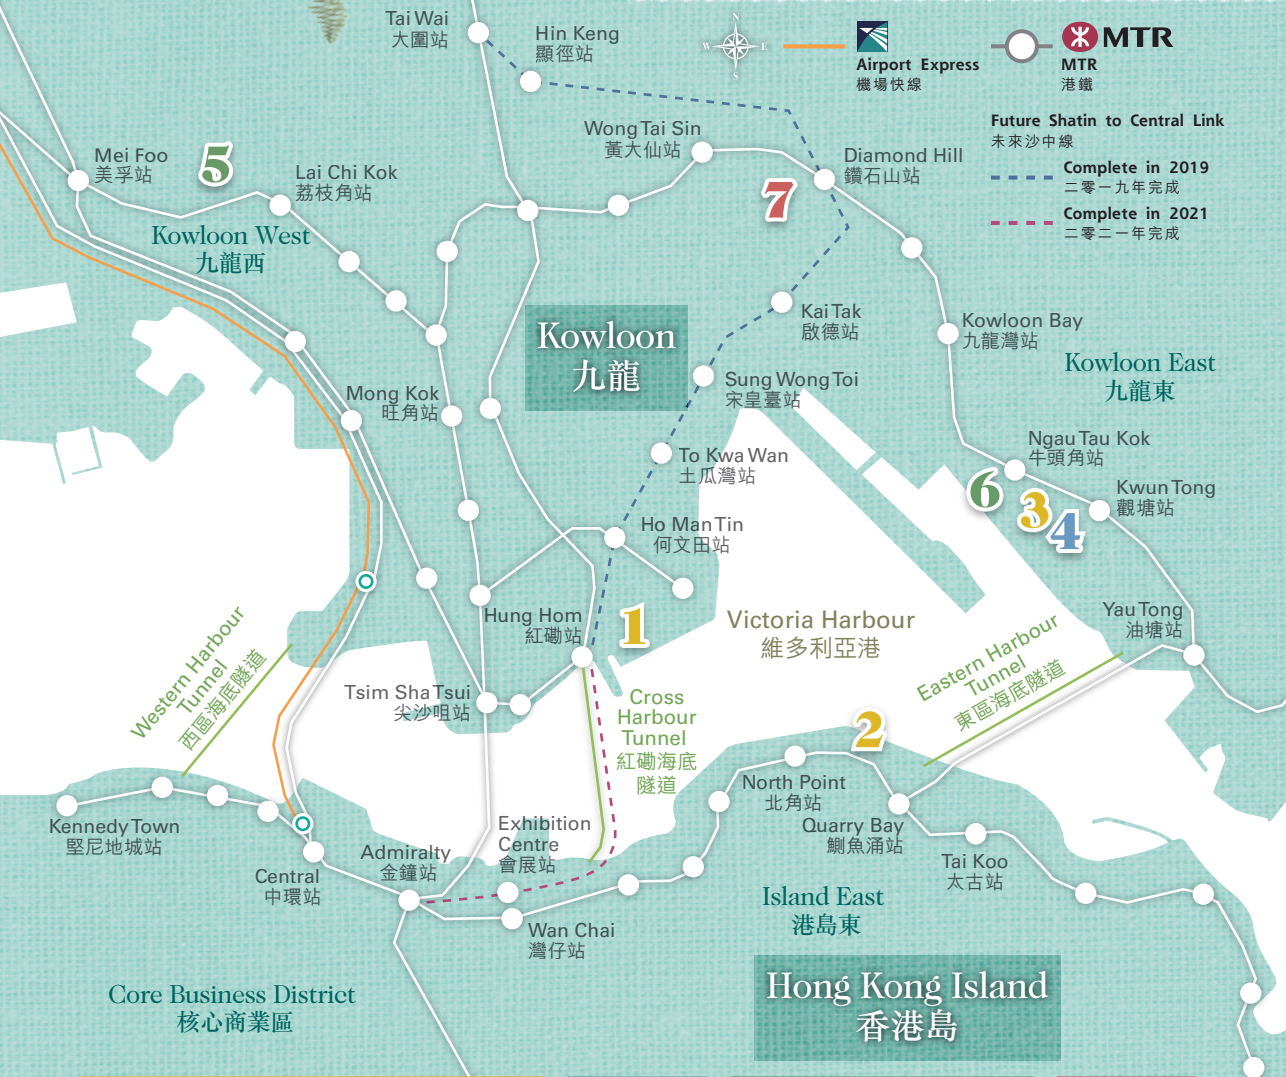 Tai Wai
大圍站
Hin Keng
顯徑站
N
W
E
S
Airport Express
機場快線
MTR
MTR
港鐵
Future Shatin to Central Link
未來沙中線
Complete in 2019
二零一九年完成
Complete in 2021
二零二一年完成
Wong Tai Sin
黃大仙站
Diamond Hill
鑽石山站
Mei Foo
美孚站
5
Lai Chi Kok
荔枝角站
7
Kowloon West
九龍西
Kai Tak
啟德站
Kowloon Bay
九龍灣站
Kowloon
九龍
Kowloon East
九龍東
Mong Kok
旺角站
Sung Wong Toi
宋皇臺站
To Kwa Wan
土瓜灣站
Ngau Tau Kok
牛頭角站
6
3
4
Kwun Tong
觀塘站
Ho Man Tin
何文田站
Hung Hom
紅磡站
1
Victoria Harbour
維多利亞港
Yau Tong
油塘站
Western Harbour
Tunnel
西區海底隧道
Eastern Harbour
Tunnel
東區海底隧道
Tsim Sha Tsui
尖沙咀站
Cross
Harbour
Tunnel
紅磡海底
隧道
2
North Point
北角站
Quarry Bay
鰂魚涌站
Tai Koo
太古站
Kennedy Town
堅尼地城站
Central
中環站
Admiralty
金鐘站
Exhibition
Centre
會展站
Wan Chai
灣仔站
Island East
港島東
Core Business District
核心商業區
Hong Kong Island
香港島